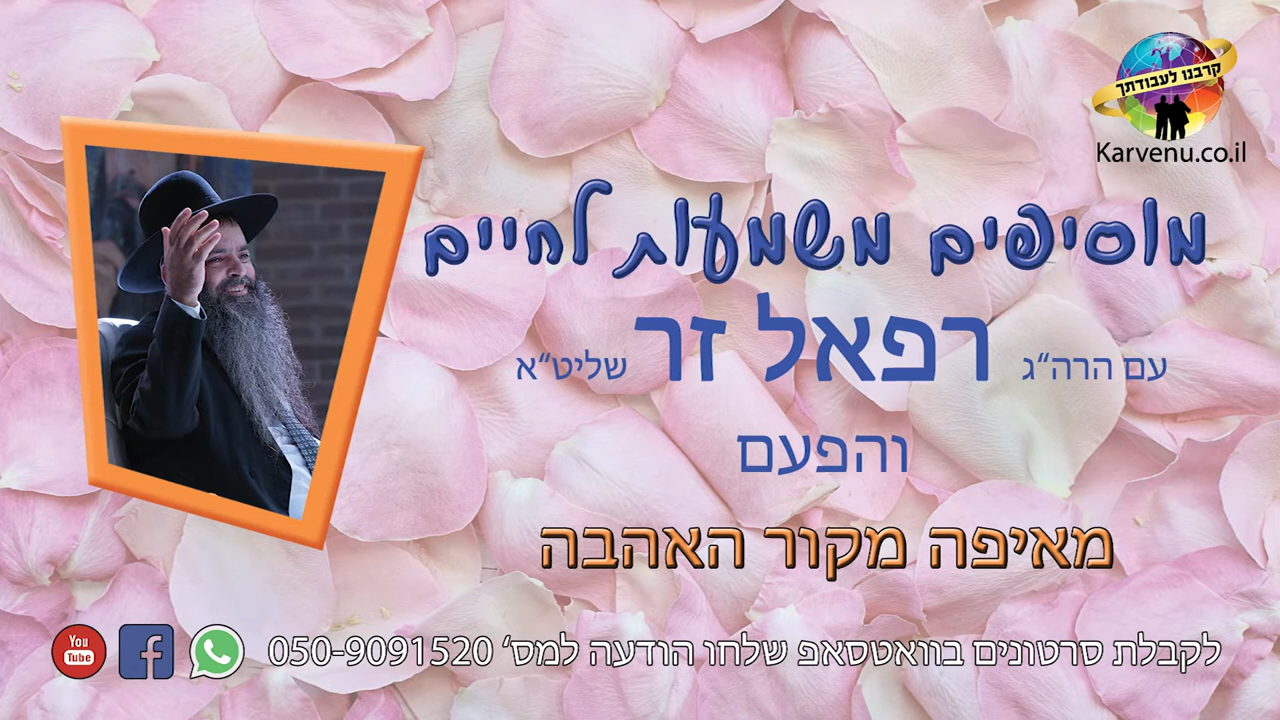 קרבנו לעבודתך
Karvenu.co.il
מוסיפים משמעות לחיים
עם הרה"ג רפאל זר שליט"א
והפעם
מאיפה מקור האהבה
You
Tube
לקבלת סרטונים בוואטסאפ שלחו הודעה למס' 050-9091520